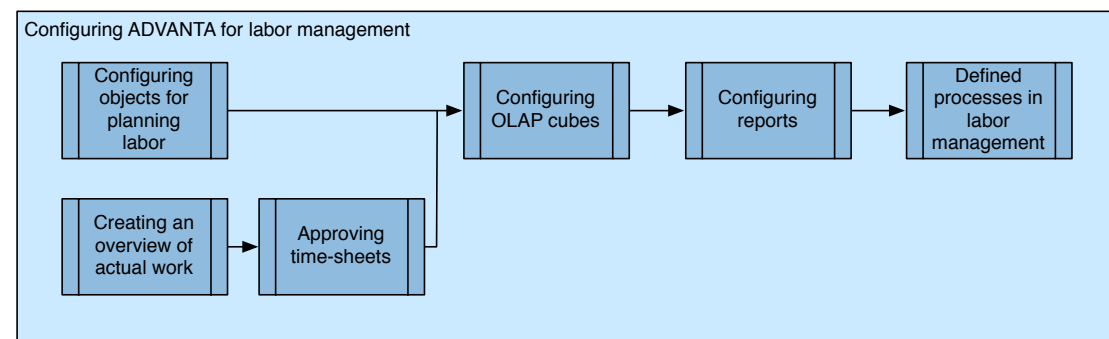 Configuring ADVANTA for labor management
Configuring
objects for
planning
labor
Configuring
OLAP cubes
Configuring
reports
Defined
processes in
labor
management
Creating an
overview of
actual work
Approving
time-sheets